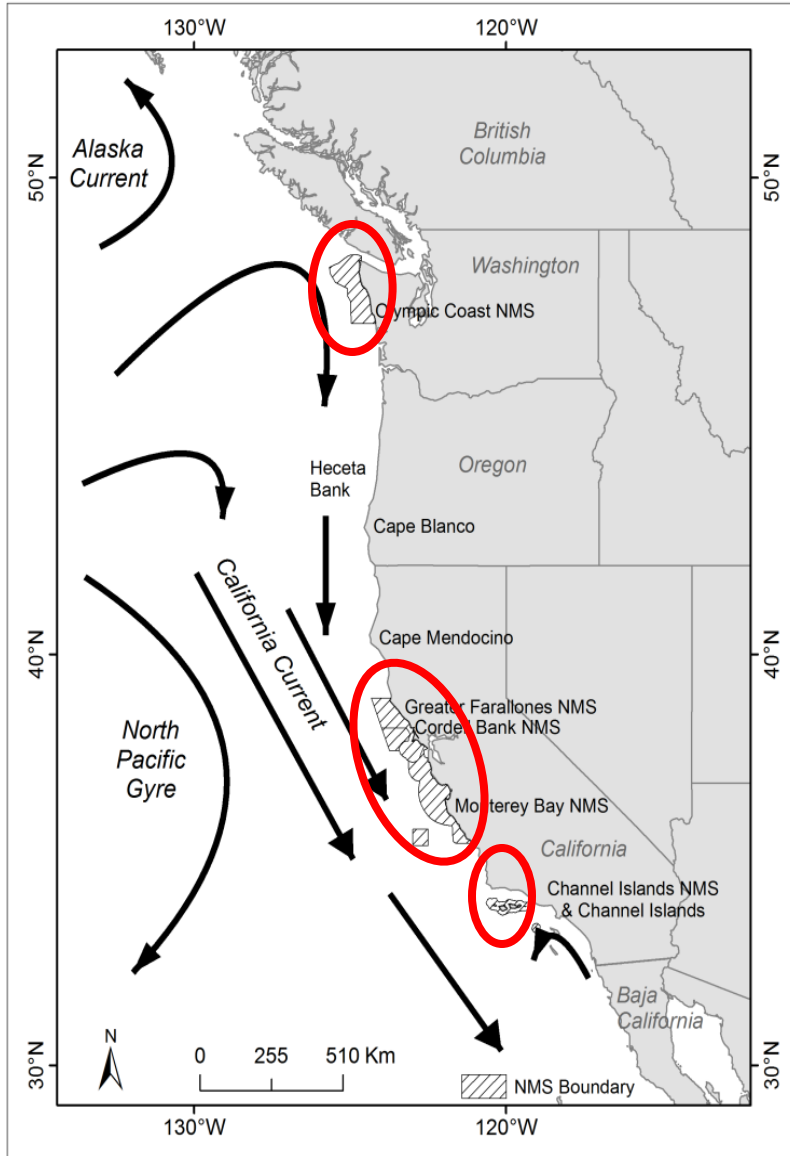 130°W
120°W
British
Columbia
Alaska
Current
50°N
50°N
Washington
Olympic Coast NMS
Heceta
Bank
Oregon
Cape Blanco
California Current
Cape Mendocino
40°N
40°N
Greater Farallones NMS
Cordell Bank NMS
North
Pacific
Gyre
Monterey Bay NMS
California
Channel Islands NMS
& Channel Islands
Baja
California
N
0 255 510 Km
30°N
30°N
NMS Boundary
130°W
120°W